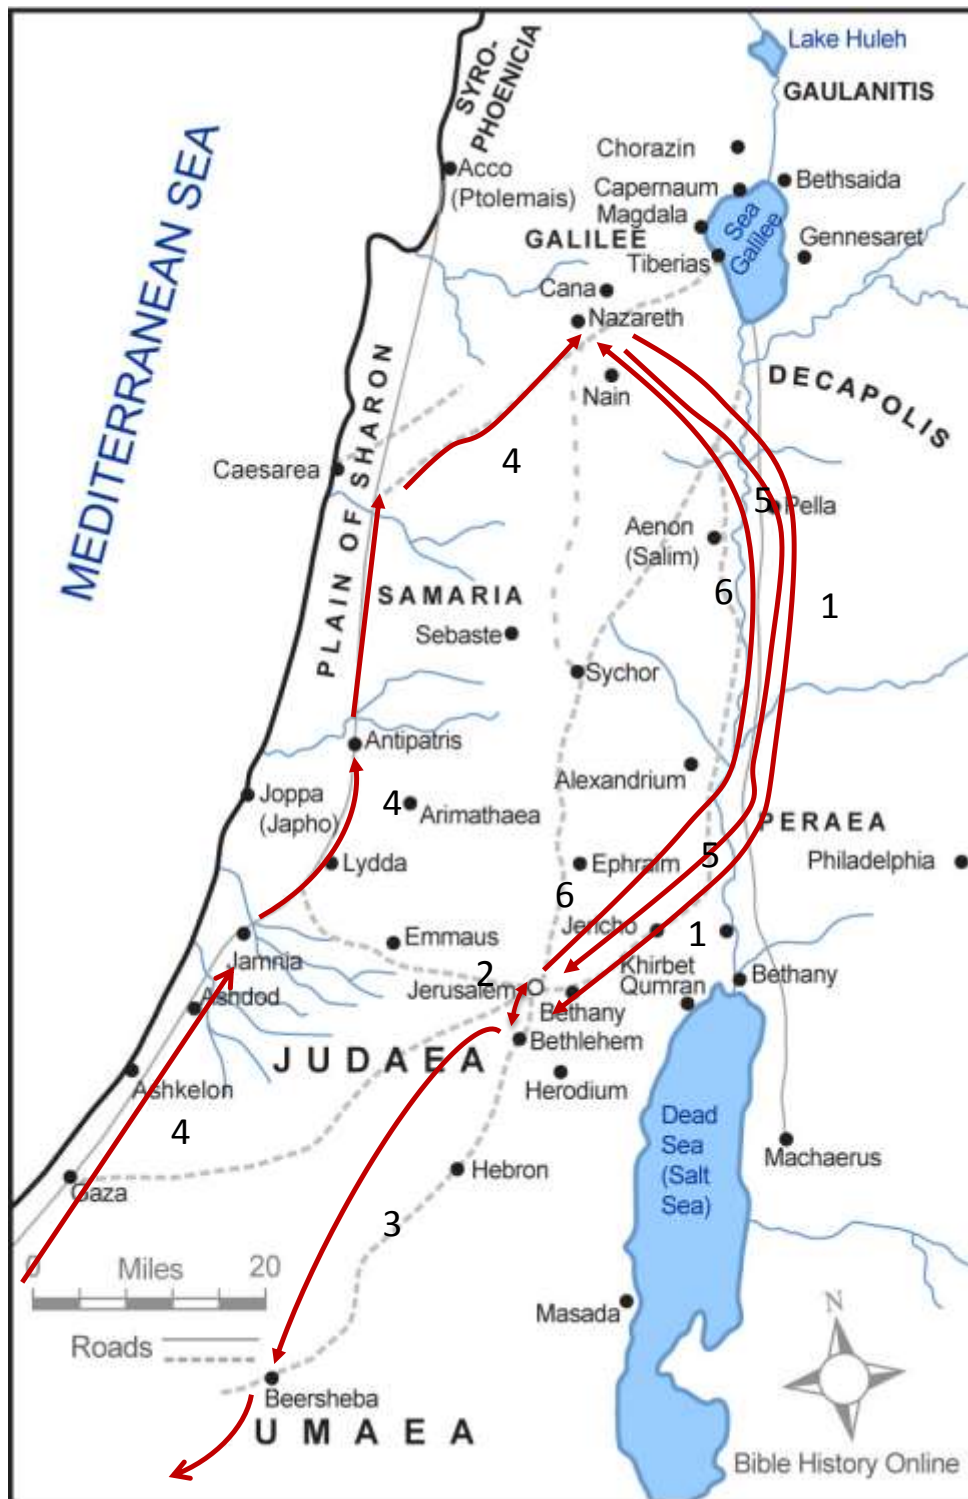 Lake Huleh
SYRO-
PHOENICIA
GAULANITIS
Chorazin
Acco
(Ptolemais)
Capernaum
Bethsaida
Magdala
Sea
Galilee
GALILEE
Gennesaret
Tiberias
MEDITERRANEAN SEA
Cana
Nazareth
Nain
DECAPOLIS
PLAIN OF SHARON
Caesarea
4
5
Pella
Aenon
(Salim)
6
1
SAMARIA
Sebaste
Sychor
Antipatris
Alexandrium
Joppa
(Japho)
4
Arimathaea
PERAEA
Lydda
Ephraim
5
Philadelphia
6
Jericho
1
Emmaus
Jamnia
2
Khirbet
Qumran
Bethany
Jerusalem
Ashdod
Bethany
Bethlehem
JUDAEA
Herodium
Ashkelon
4
Dead
Sea
(Salt
Sea)
Machaerus
Hebron
Gaza
3
0 Miles 20
Masada
N
Roads
Beersheba
UMAEA
Bible History Online